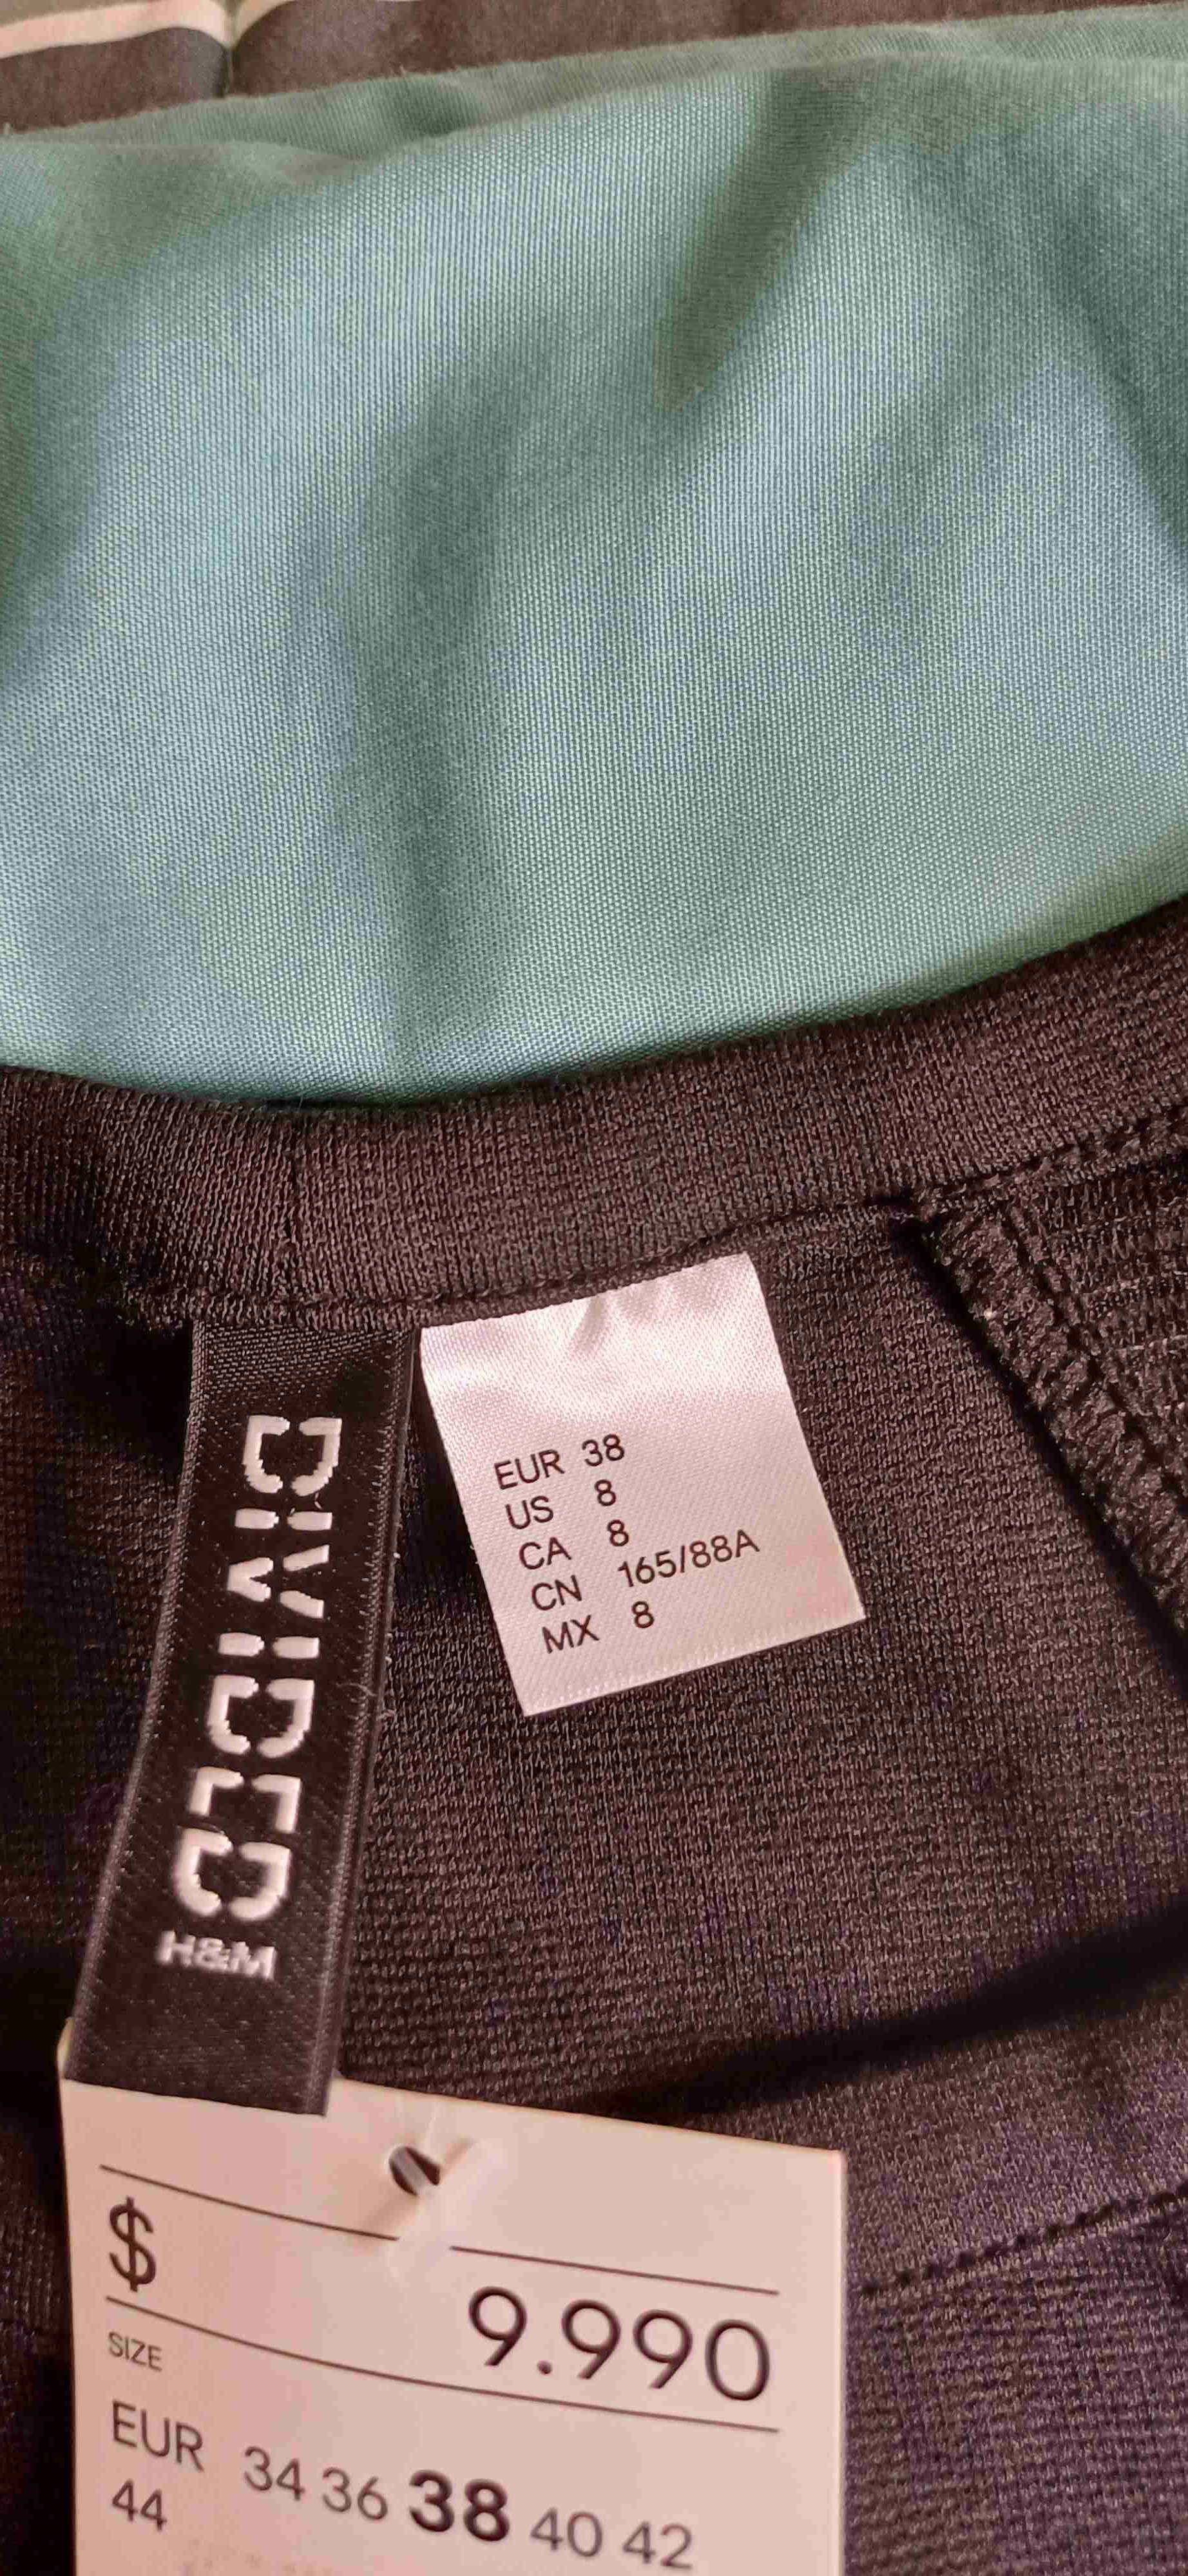 DIVIDED
H&M
EUR 38
US 8
CA 8
CN 165/88A
MX 8
$ 9.990
SIZE
EUR 34 36 38 40 42
44